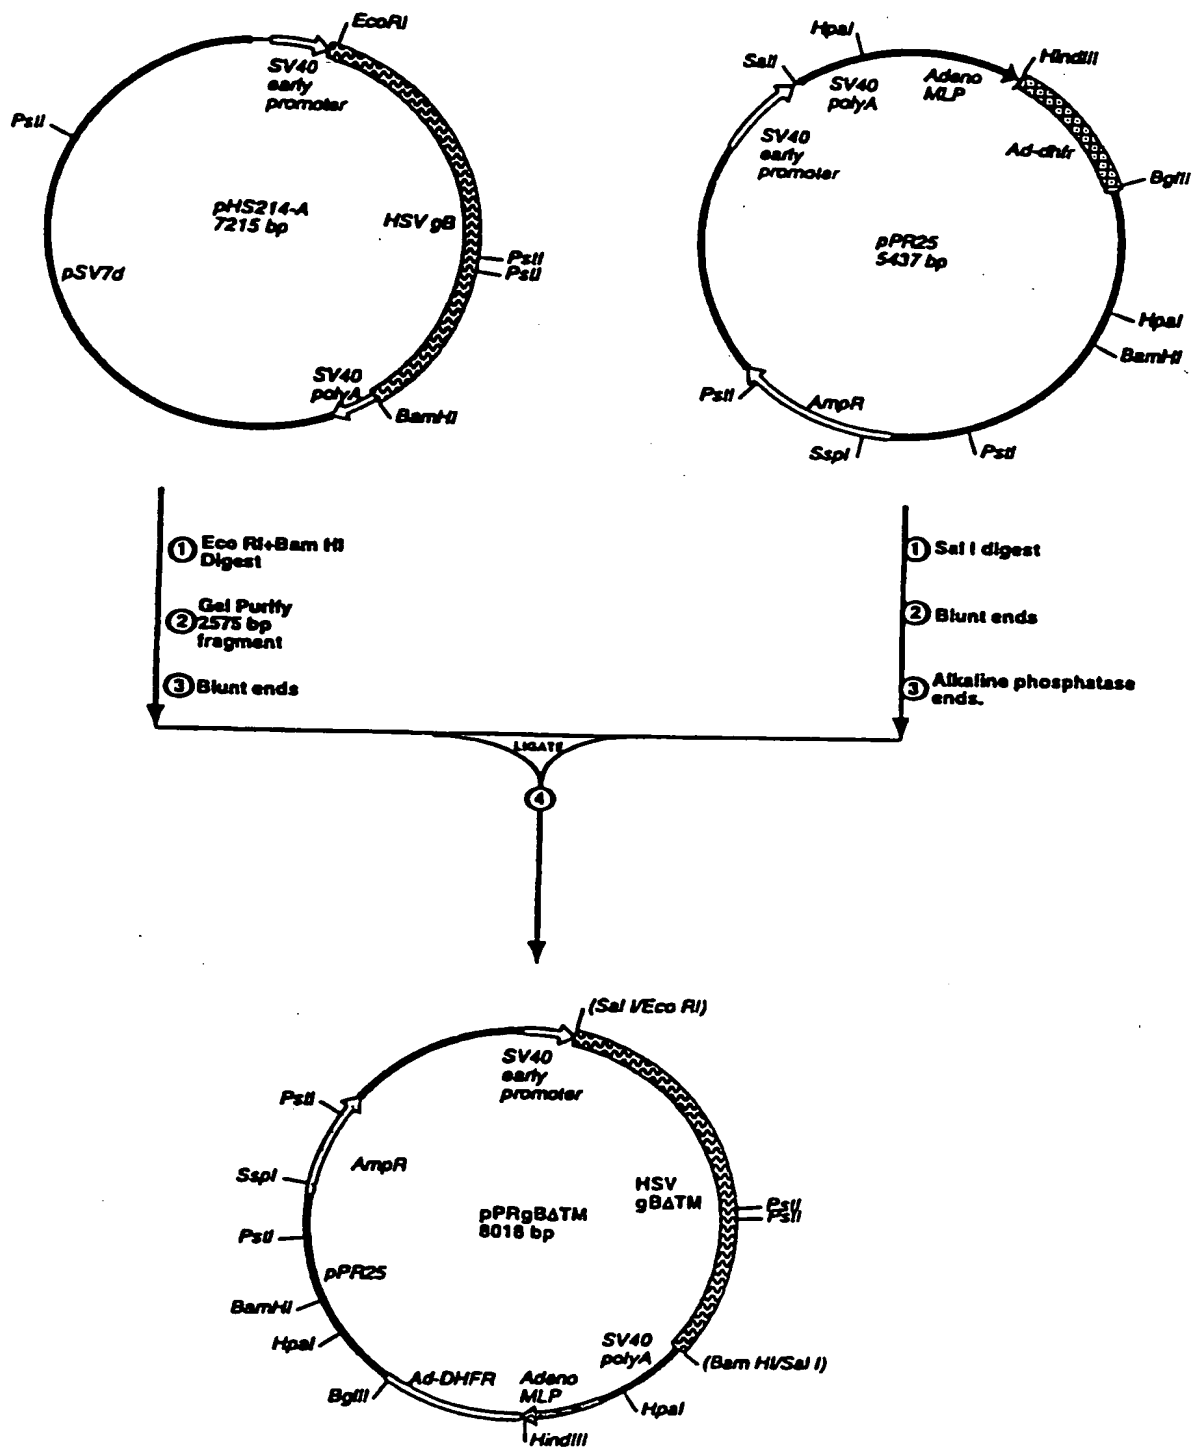 EcoRI
SV40
early
promoter
PstI
pHS214-A
7215 bp
HSV gB
PstI
PstI
pSV7d
SV40
polyA
BamHI
HpaI
SalI
HindIII
SV40
polyA
Adeno
MLP
SV40
early
promoter
Ad-dhfr
BglII
pPR25
5437 bp
HpaI
BamHI
PstI
AmpR
SspI
PstI
1 Eco RI+Bam HI
Digest
2 Gel Purify
2575 bp
fragment
3 Blunt ends
1 Sal I digest
2 Blunt ends
3 Alkaline phosphatase
ends.
LIGATE
4
(Sal I/Eco RI)
SV40
early
promoter
PstI
AmpR
SspI
HSV
gBΔTM
PstI
PstI
pPRgBΔTM
8018 bp
PstI
pPR25
BamHI
HpaI
SV40
polyA
(Bam HI/Sal I)
Ad-DHFR
Adeno
MLP
BglII
HpaI
HindIII